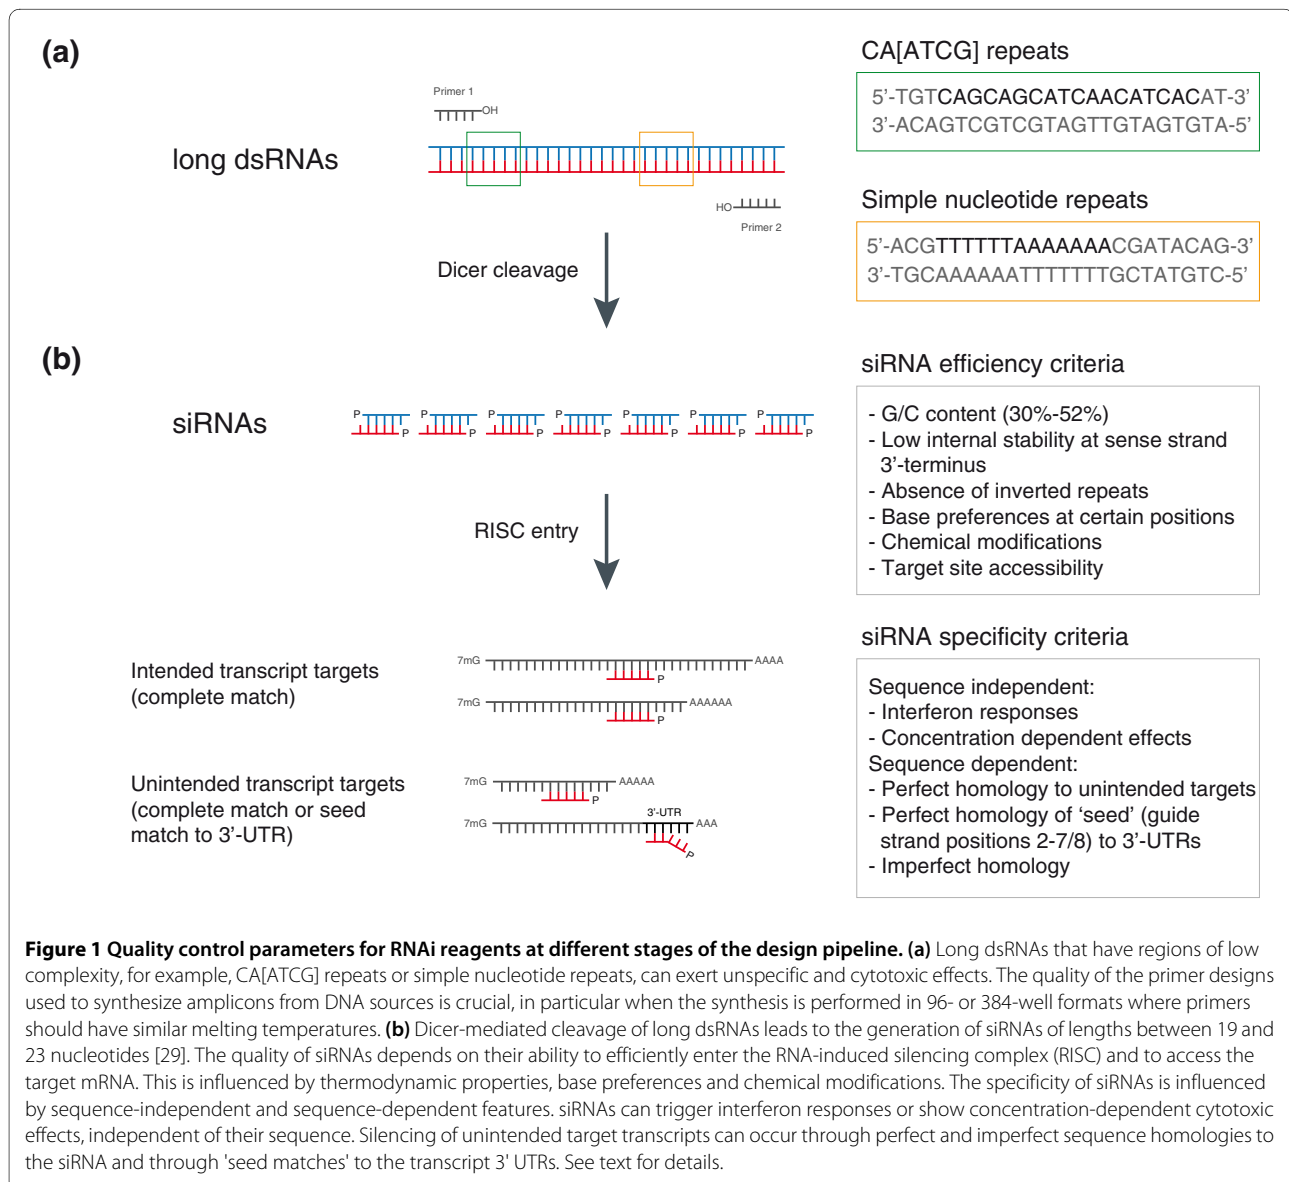 (a)
CA[ATCG] repeats
5'-TGTCAGCAGCATCAACATCACAT-3'
3'-ACAGTCGTCGTAGTTGTAGTGTA-5'
Primer 1
OH
long dsRNAs
HO
Primer 2
Simple nucleotide repeats
5'-ACGTTTTTTAAAAAAACGATACAG-3'
3'-TGCAAAAAATTTTTTTGCTATGTC-5'
Dicer cleavage
(b)
siRNAs
P P P P P P P
P P P P P P P
siRNA efficiency criteria
- G/C content (30%-52%)
- Low internal stability at sense strand
3'-terminus
- Absence of inverted repeats
- Base preferences at certain positions
- Chemical modifications
- Target site accessibility
RISC entry
Intended transcript targets
(complete match)
7mG AAAA
P
7mG AAAAAA
P
Unintended transcript targets
(complete match or seed
match to 3'-UTR)
7mG AAAAA
P
3'-UTR
7mG AAA
P
siRNA specificity criteria
Sequence independent:
- Interferon responses
- Concentration dependent effects
Sequence dependent:
- Perfect homology to unintended targets
- Perfect homology of 'seed' (guide
strand positions 2-7/8) to 3'-UTRs
- Imperfect homology
Figure 1 Quality control parameters for RNAi reagents at different stages of the design pipeline. (a) Long dsRNAs that have regions of low
complexity, for example, CA[ATCG] repeats or simple nucleotide repeats, can exert unspecific and cytotoxic effects. The quality of the primer designs
used to synthesize amplicons from DNA sources is crucial, in particular when the synthesis is performed in 96- or 384-well formats where primers
should have similar melting temperatures. (b) Dicer-mediated cleavage of long dsRNAs leads to the generation of siRNAs of lengths between 19 and
23 nucleotides [29]. The quality of siRNAs depends on their ability to efficiently enter the RNA-induced silencing complex (RISC) and to access the
target mRNA. This is influenced by thermodynamic properties, base preferences and chemical modifications. The specificity of siRNAs is influenced
by sequence-independent and sequence-dependent features. siRNAs can trigger interferon responses or show concentration-dependent cytotoxic
effects, independent of their sequence. Silencing of unintended target transcripts can occur through perfect and imperfect sequence homologies to
the siRNA and through 'seed matches' to the transcript 3' UTRs. See text for details.